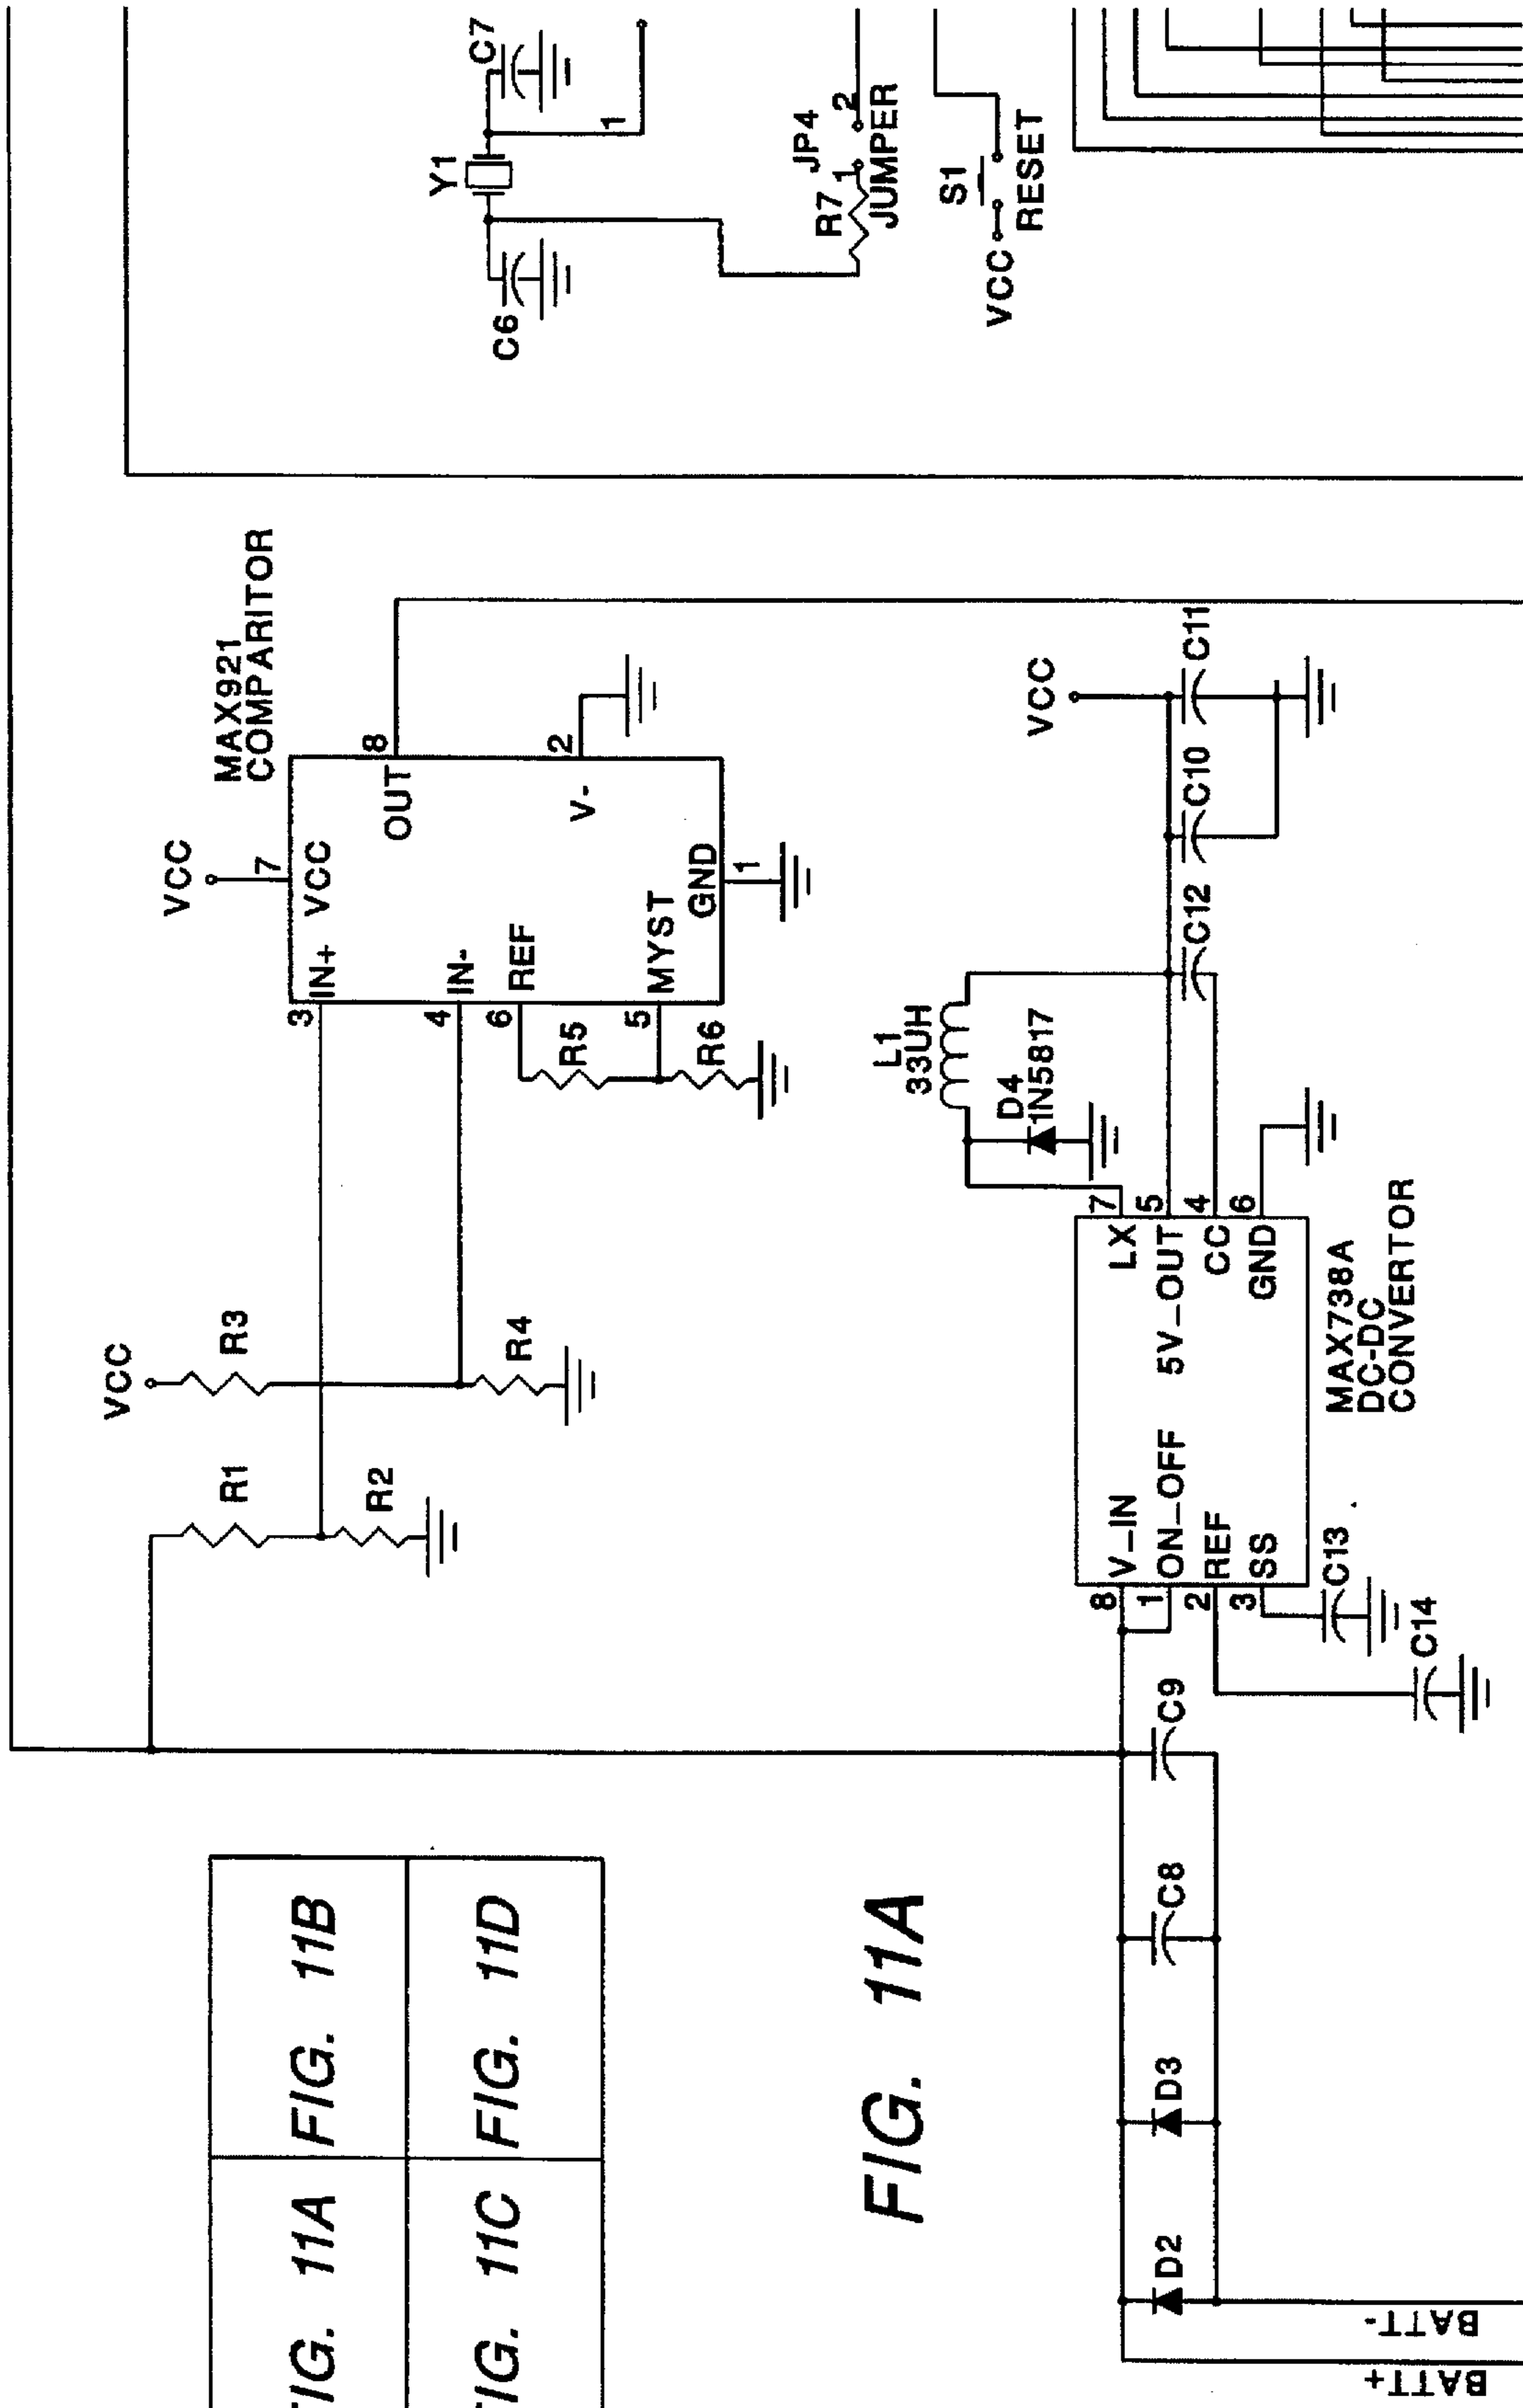 FIG. 11A
FIG. 11B
FIG. 11C
FIG. 11D
FIG. 11A
BATT+
BATT-
D2
D3
C8
C9
C14
C13
8
V_IN
1
ON_OFF
2
REF
3
SS
LX
7
5V_OUT
5
CC
4
GND
6
MAX738A
DC-DC
CONVERTOR
L1
33UH
D4
1N5817
C12
C10
C11
VCC
R1
R2
VCC
R3
R4
3
IN+
4
IN-
6
REF
5
MYST
R5
R6
VCC
7
VCC
OUT
8
V-
2
GND
1
MAX921
COMPARITOR
C6
Y1
C7
1
R7
1
JP4
2
JUMPER
VCC
S1
RESET